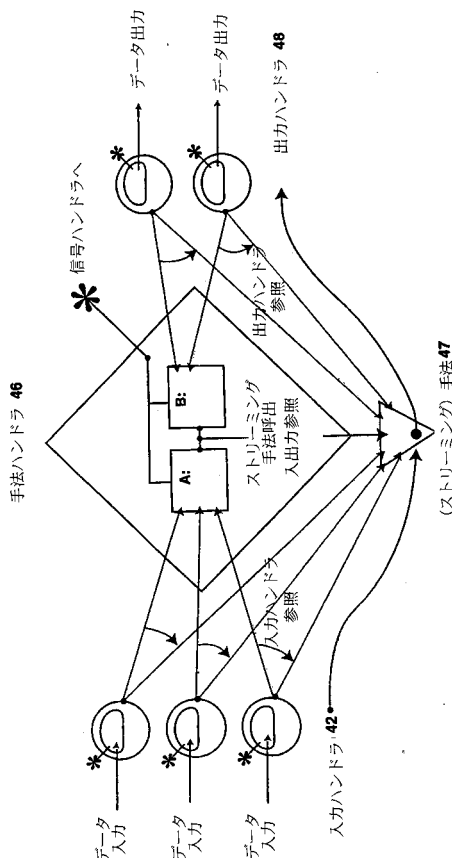 手法ハンドラ 46
信号ハンドラへ
データ出力
データ出力
出力ハンドラ 48
出力ハンドラ
参照
A:
B:
ストリーミング
手法呼出
入出力参照
入力ハンドラ
参照
データ
入力
データ
入力
データ
入力
入力ハンドラ 42
(ストリーミング) 手法 47